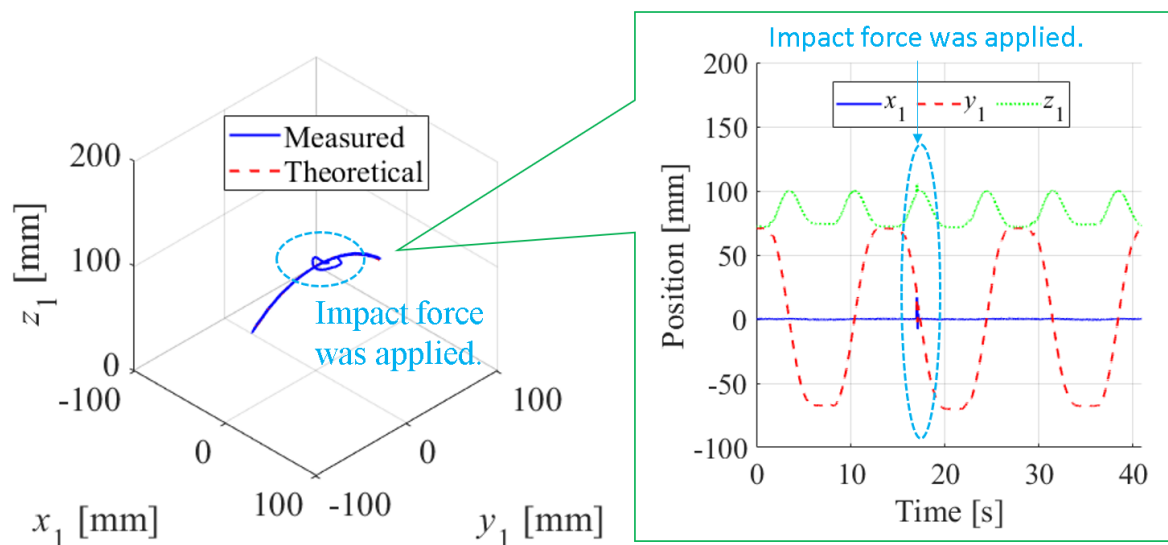 Measured
Theoretical
200
100
0
-100
0
100
-100
0
100
z1 [mm]
x1 [mm]
y1 [mm]
Impact force
was applied.
Impact force was applied.
x1 y1 z1
200
150
100
50
0
-50
-100
Position [mm]
0 10 20 30 40
Time [s]